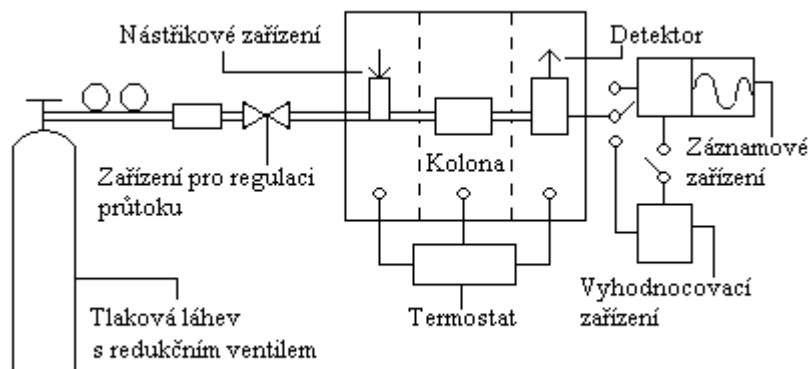 Nástřikové zařízení
Detektor
Kolona
Záznamové
zařízení
Zařízení pro regulaci
průtoku
Tlaková láhev
s redukčním ventilem
Termostat
Vyhodnocovací
zařízení